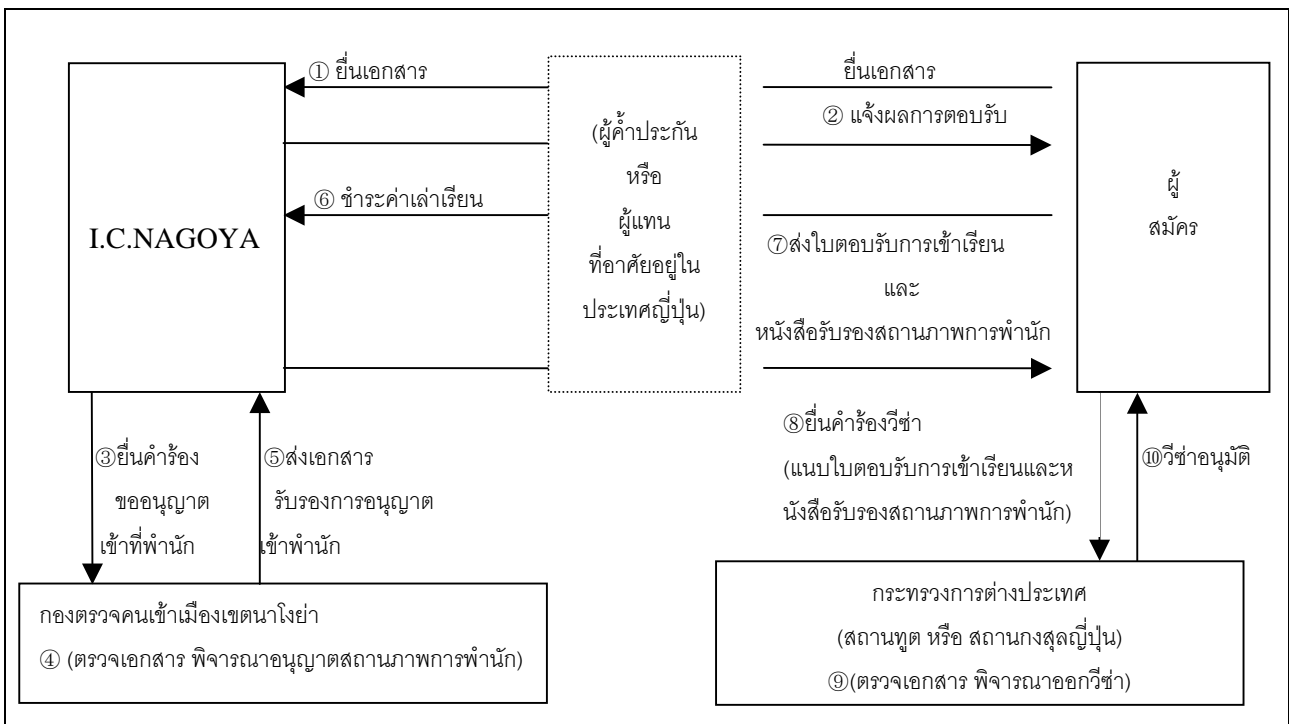 ① ยื่นเอกสาร
ยื่นเอกสาร
② แจ้งผลการตอบรับ
(ผู้ค้ำประกัน
หรือ
ผู้แทน
ที่อาศัยอยู่ใน
ประเทศญี่ปุ่น)
I.C.NAGOYA
⑥ ชำระค่าเล่าเรียน
ผู้
สมัคร
⑦ส่งใบตอบรับการเข้าเรียน
และ
หนังสือรับรองสถานภาพการพำนัก
③ยื่นคำร้อง
ขออนุญาต
เข้าที่พำนัก
⑤ส่งเอกสาร
รับรองการอนุญาต
เข้าพำนัก
⑧ยื่นคำร้องวีซ่า
(แนบใบตอบรับการเข้าเรียนและห
นังสือรับรองสถานภาพการพำนัก)
⑩วีซ่าอนุมัติ
กองตรวจคนเข้าเมืองเขตนาโงย่า
④ (ตรวจเอกสาร พิจารณาอนุญาตสถานภาพการพำนัก)
กระทรวงการต่างประเทศ
(สถานทูต หรือ สถานกงสุลญี่ปุ่น)
⑨(ตรวจเอกสาร พิจารณาออกวีซ่า)